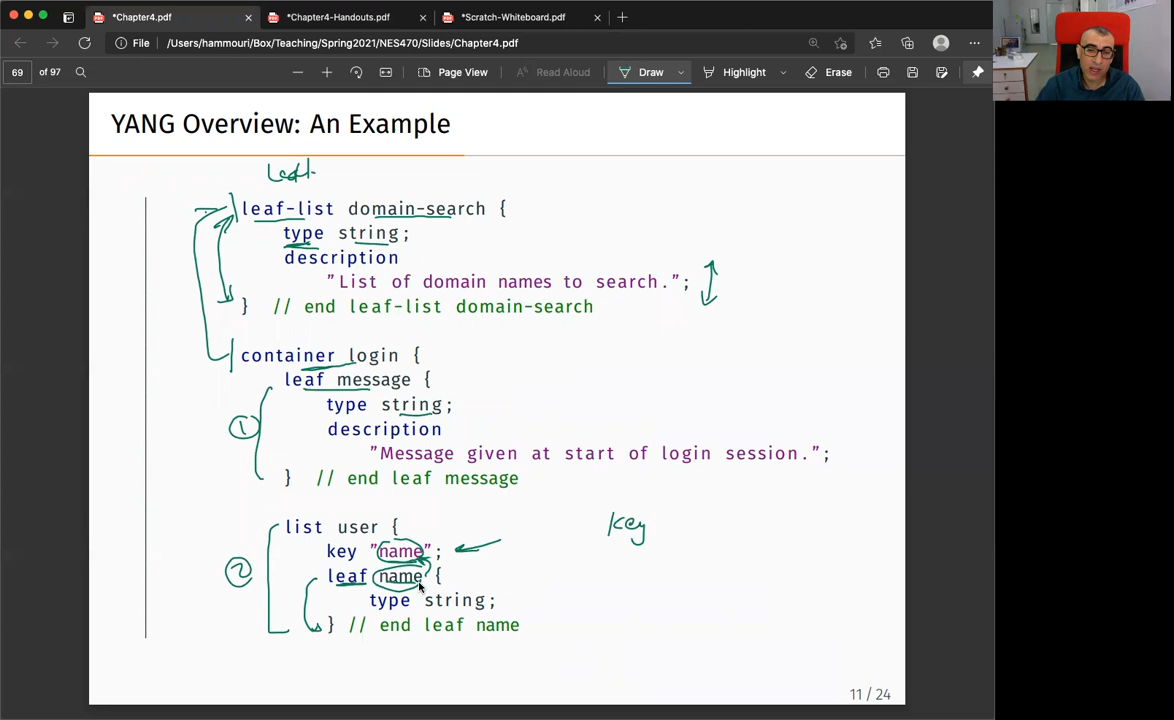 *Chapter4.pdf
*Chapter4-Handouts.pdf
*Scratch-Whiteboard.pdf
File
/Users/hammouri/Box/Teaching/Spring2021/NES470/Slides/Chapter4.pdf
69 of 97
Page View
Read Aloud
Draw
Highlight
Erase
YANG Overview: An Example
leaf-list domain-search {
type string;
description
"List of domain names to search.";
} // end leaf-list domain-search
container login {
leaf message {
type string;
1
description
"Message given at start of login session.";
} // end leaf message
list user {
key
key "name";
2
leaf name {
type string;
} // end leaf name
11 / 24